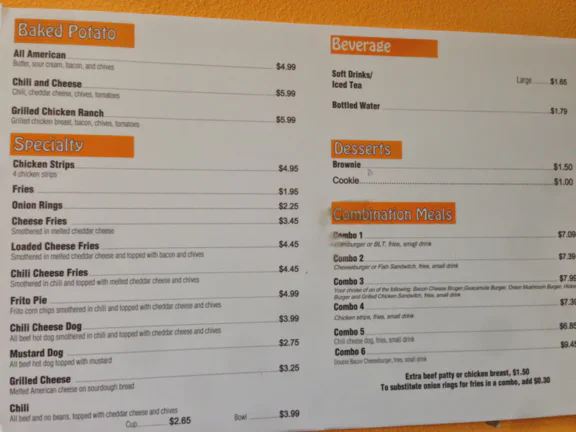 Baked Potato
All American $4.99
Butter, sour cream, bacon, and chives
Chili and Cheese $5.99
Chili, cheddar cheese, chives, tomatoes
Grilled Chicken Ranch $5.99
Grilled chicken breast, bacon, chives, tomatoes
Specialty
Chicken Strips $4.95
4 chicken strips
Fries $1.95
Onion Rings $2.25
Cheese Fries $3.45
Smothered in melted cheddar cheese
Loaded Cheese Fries $4.45
Smothered in melted cheddar cheese and topped with bacon and chives
Chili Cheese Fries $4.45
Smothered in chili and topped with melted cheddar cheese and chives
Frito Pie $4.99
Frito corn chips smothered in chili and topped with cheddar cheese and chives
Chili Cheese Dog $3.99
All beef hot dog smothered in chili and topped with cheddar cheese and chives
Mustard Dog $2.75
All beef hot dog topped with mustard
Grilled Cheese $3.25
Melted American cheese on sourdough bread
Chili
All beef and no beans, topped with cheddar cheese and chives
Cup $2.65 Bowl $3.99
Beverage
Soft Drinks/
Iced Tea Large $1.65
Bottled Water $1.79
Desserts
Brownie $1.50
Cookie $1.00
Combination Meals
Combo 1 $7.09
Hamburger or BLT, fries, small drink
Combo 2 $7.39
Cheeseburger or Fish Sandwich, fries, small drink
Combo 3 $7.99
Your choice of on of the following: Bacon Cheese Bruger, Guacamole Burger, Onion Mushroom Burger, Hickory
Burger and Grilled Chicken Sandwich, fries, small drink
Combo 4 $7.39
Chicken strips, fries, small drink
Combo 5 $6.85
Chili cheese dog, fries, small drink
Combo 6 $9.45
Double Bacon Cheeseburger, fries, small drink
Extra beef patty or chicken breast, $1.50
To substitute onion rings for fries in a combo, add $0.30